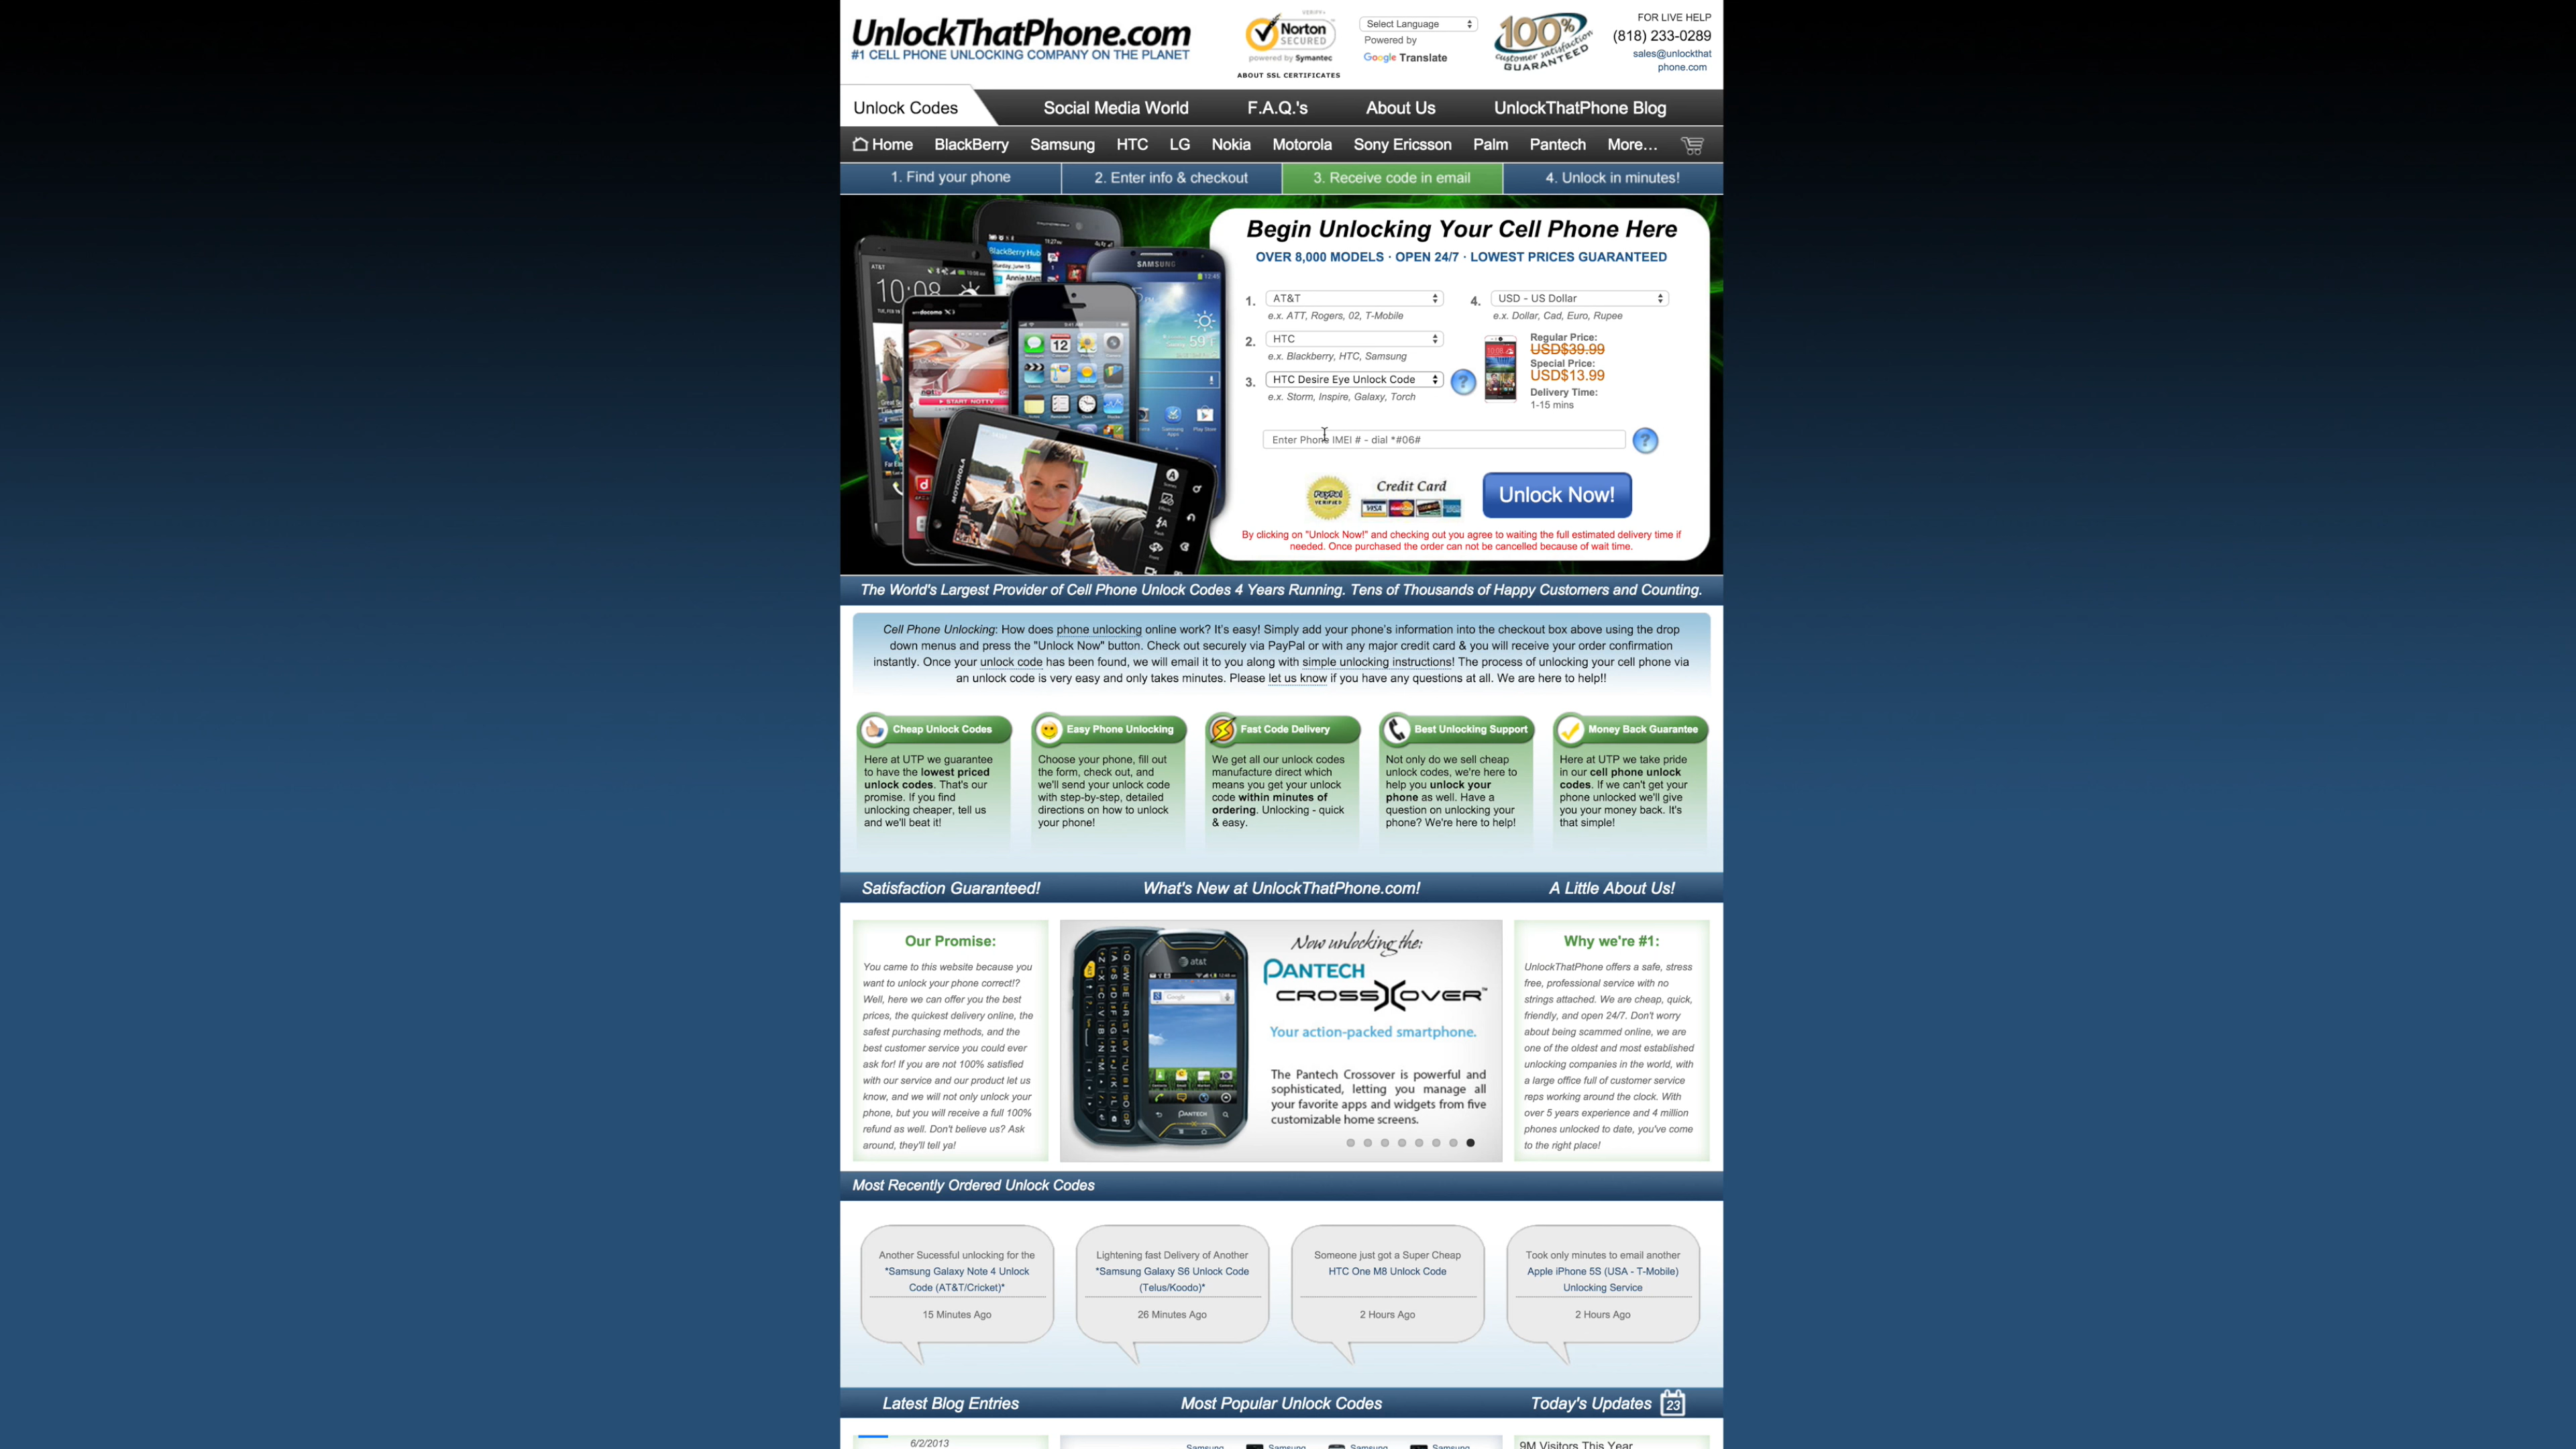 UnlockThatPhone.com
#1 CELL PHONE UNLOCKING COMPANY ON THE PLANET
VERIFY
Norton
SECURED
powered by Symantec
ABOUT SSL CERTIFICATES
Select Language
Powered by
Google Translate
100%
customer satisfaction
GUARANTEED
FOR LIVE HELP
(818) 233-0289
sales@unlockthat
phone.com
Unlock Codes
Social Media World
F.A.Q.'s
About Us
UnlockThatPhone Blog
Home
BlackBerry
Samsung
HTC
LG
Nokia
Motorola
Sony Ericsson
Palm
Pantech
More...
1. Find your phone
2. Enter info & checkout
3. Receive code in email
4. Unlock in minutes!
AT&T
10:08
BlackBerry Hub
SAMSUNG
12:45
59°
docomo
START NOTTV
12
MOTOROLA
Begin Unlocking Your Cell Phone Here
OVER 8,000 MODELS · OPEN 24/7 · LOWEST PRICES GUARANTEED
1. AT&T
e.x. ATT, Rogers, 02, T-Mobile
2. HTC
e.x. Blackberry, HTC, Samsung
3. HTC Desire Eye Unlock Code ?
e.x. Storm, Inspire, Galaxy, Torch
4. USD - US Dollar
e.x. Dollar, Cad, Euro, Rupee
Regular Price:
USD$39.99
Special Price:
USD$13.99
Delivery Time:
1-15 mins
Enter Phone IMEI # - dial *#06# ?
PayPal
VERIFIED
Credit Card
VISA
Unlock Now!
By clicking on "Unlock Now!" and checking out you agree to waiting the full estimated delivery time if
needed. Once purchased the order can not be cancelled because of wait time.
The World's Largest Provider of Cell Phone Unlock Codes 4 Years Running. Tens of Thousands of Happy Customers and Counting.
Cell Phone Unlocking: How does phone unlocking online work? It's easy! Simply add your phone's information into the checkout box above using the drop
down menus and press the "Unlock Now" button. Check out securely via PayPal or with any major credit card & you will receive your order confirmation
instantly. Once your unlock code has been found, we will email it to you along with simple unlocking instructions! The process of unlocking your cell phone via
an unlock code is very easy and only takes minutes. Please let us know if you have any questions at all. We are here to help!!
Cheap Unlock Codes
Here at UTP we guarantee
to have the lowest priced
unlock codes. That's our
promise. If you find
unlocking cheaper, tell us
and we'll beat it!
Easy Phone Unlocking
Choose your phone, fill out
the form, check out, and
we'll send your unlock code
with step-by-step, detailed
directions on how to unlock
your phone!
Fast Code Delivery
We get all our unlock codes
manufacture direct which
means you get your unlock
code within minutes of
ordering. Unlocking - quick
& easy.
Best Unlocking Support
Not only do we sell cheap
unlock codes, we're here to
help you unlock your
phone as well. Have a
question on unlocking your
phone? We're here to help!
Money Back Guarantee
Here at UTP we take pride
in our cell phone unlock
codes. If we can't get your
phone unlocked we'll give
you your money back. It's
that simple!
Satisfaction Guaranteed!
What's New at UnlockThatPhone.com!
A Little About Us!
Our Promise:
You came to this website because you
want to unlock your phone correct!?
Well, here we can offer you the best
prices, the quickest delivery online, the
safest purchasing methods, and the
best customer service you could ever
ask for! If you are not 100% satisfied
with our service and our product let us
know, and we will not only unlock your
phone, but you will receive a full 100%
refund as well. Don't believe us? Ask
around, they'll tell ya!
at&t
Google
PANTECH
Now unlocking the:
PANTECH
CROSSOVER™
Your action-packed smartphone.
The Pantech Crossover is powerful and
sophisticated, letting you manage all
your favorite apps and widgets from five
customizable home screens.
Why we're #1:
UnlockThatPhone offers a safe, stress
free, professional service with no
strings attached. We are cheap, quick,
friendly, and open 24/7. Don't worry
about being scammed online, we are
one of the oldest and most established
unlocking companies in the world, with
a large office full of customer service
reps working around the clock. With
over 5 years experience and 4 million
phones unlocked to date, you've come
to the right place!
Most Recently Ordered Unlock Codes
Another Sucessful unlocking for the
*Samsung Galaxy Note 4 Unlock
Code (AT&T/Cricket)*
15 Minutes Ago
Lightening fast Delivery of Another
*Samsung Galaxy S6 Unlock Code
(Telus/Koodo)*
26 Minutes Ago
Someone just got a Super Cheap
HTC One M8 Unlock Code
2 Hours Ago
Took only minutes to email another
Apple iPhone 5S (USA - T-Mobile)
Unlocking Service
2 Hours Ago
Latest Blog Entries
Most Popular Unlock Codes
Today's Updates
23
6/2/2013
Samsung
Samsung
Samsung
Samsung
9M Visitors This Year